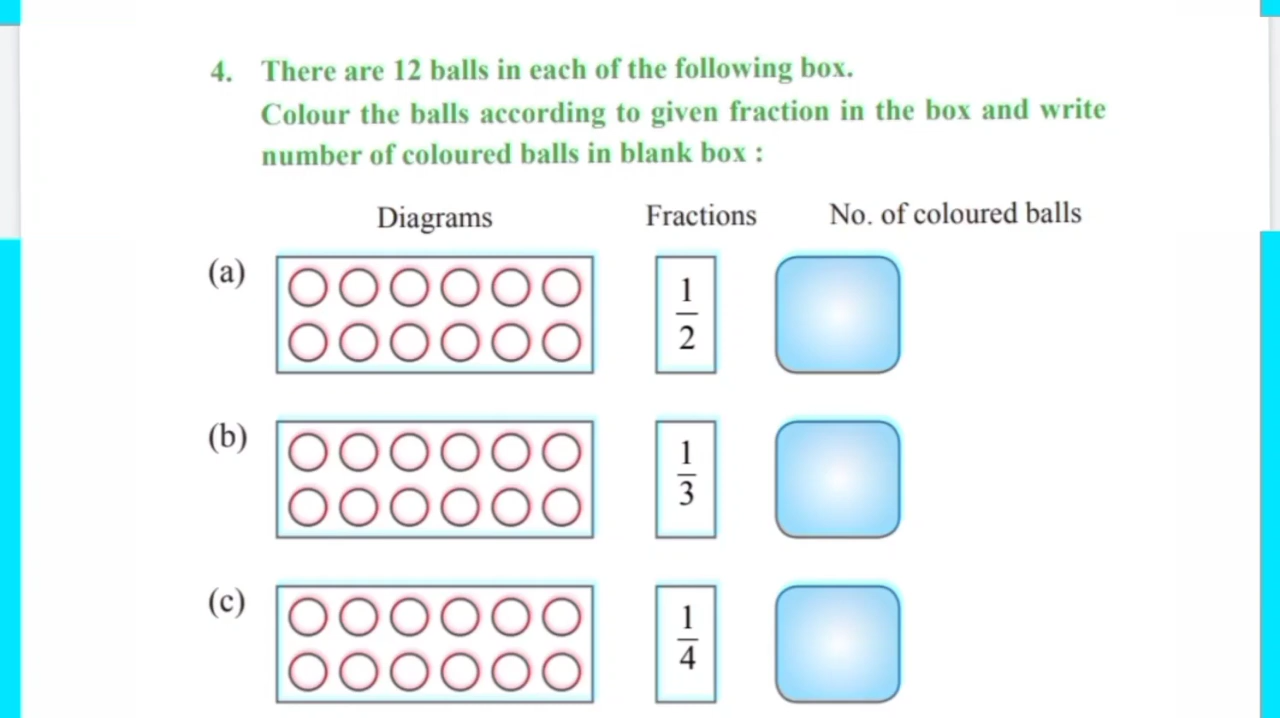 4. There are 12 balls in each of the following box.
Colour the balls according to given fraction in the box and write
number of coloured balls in blank box :
Diagrams Fractions No. of coloured balls
(a) 1/2
(b) 1/3
(c) 1/4